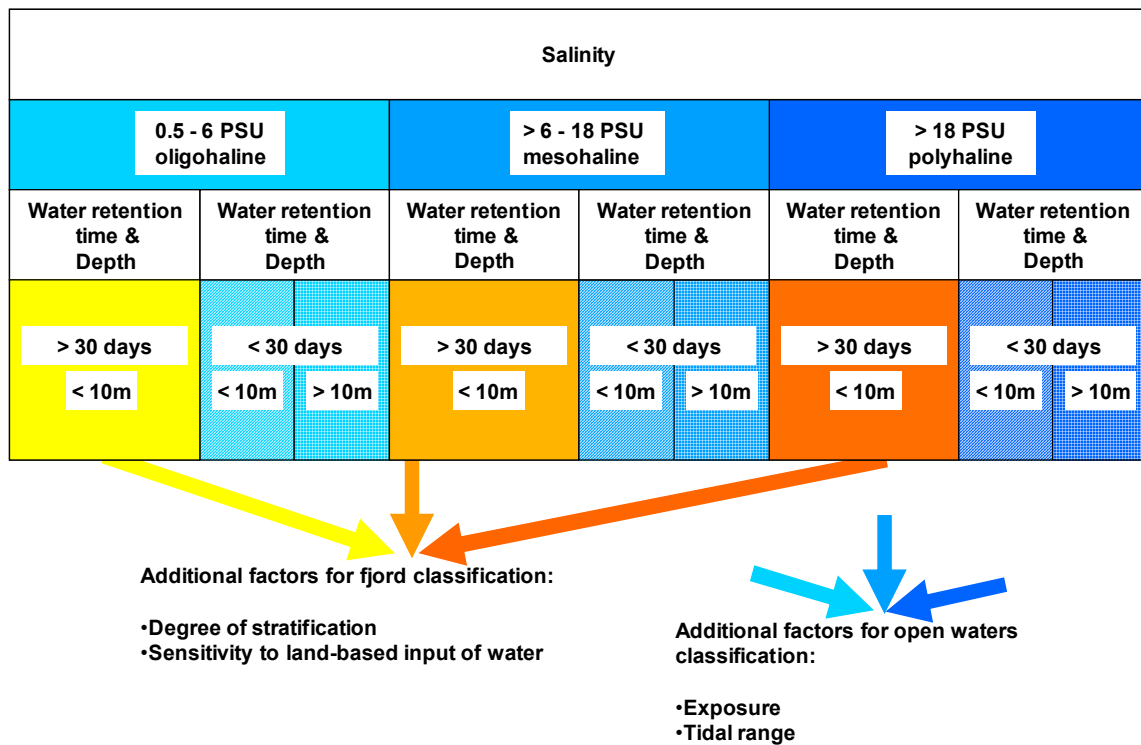 Salinity
0.5 - 6 PSU
oligohaline
> 6 - 18 PSU
mesohaline
> 18 PSU
polyhaline
Water retention
time &
Depth
Water retention
time &
Depth
Water retention
time &
Depth
Water retention
time &
Depth
Water retention
time &
Depth
Water retention
time &
Depth
> 30 days
< 10m
< 30 days
< 10m
> 10m
> 30 days
< 10m
< 30 days
< 10m
> 10m
> 30 days
< 10m
< 30 days
< 10m
> 10m
Additional factors for fjord classification:
•Degree of stratification
•Sensitivity to land-based input of water
Additional factors for open waters
classification:
•Exposure
•Tidal range